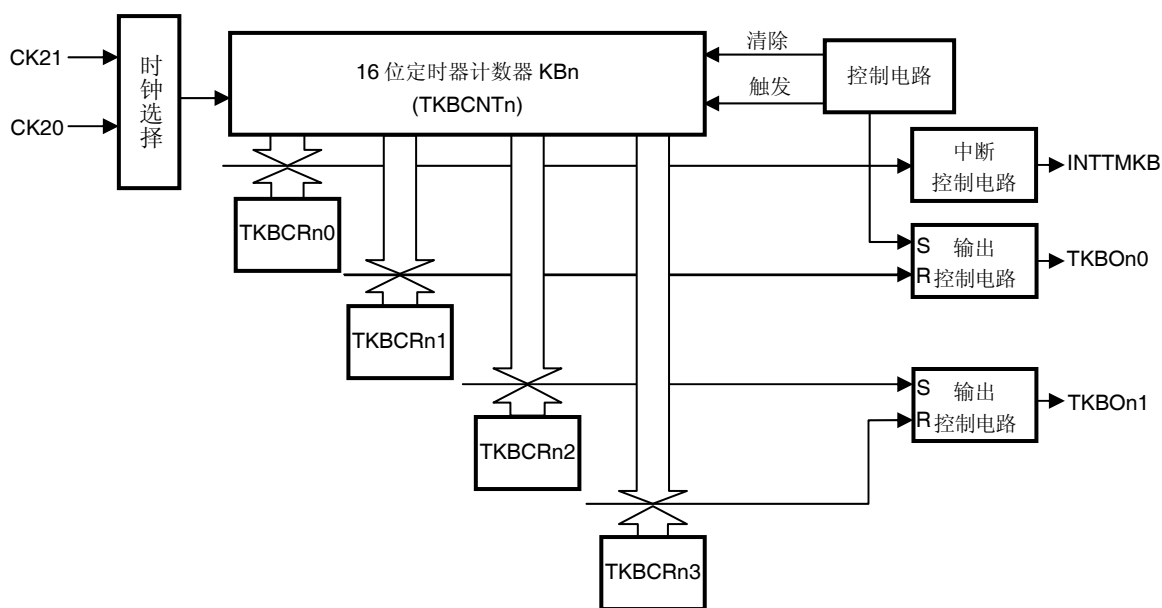 CK21
CK20
时钟选择
16 位定时器计数器 KBn
(TKBCNTn)
清除
触发
控制电路
中断
控制电路
INTTMKB
TKBCRn0
S 输出
R 控制电路
TKBOn0
TKBCRn1
TKBCRn2
S 输出
R 控制电路
TKBOn1
TKBCRn3